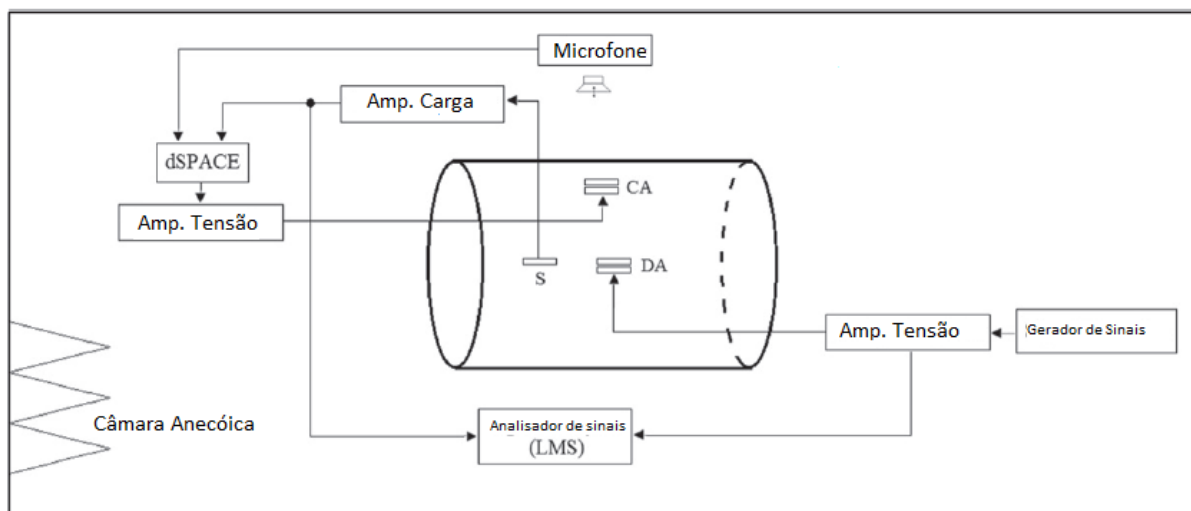 Microfone
Amp. Carga
dSPACE
Amp. Tensão
CA
S
DA
Amp. Tensão
Gerador de Sinais
Câmara Anecóica
Analisador de sinais
(LMS)